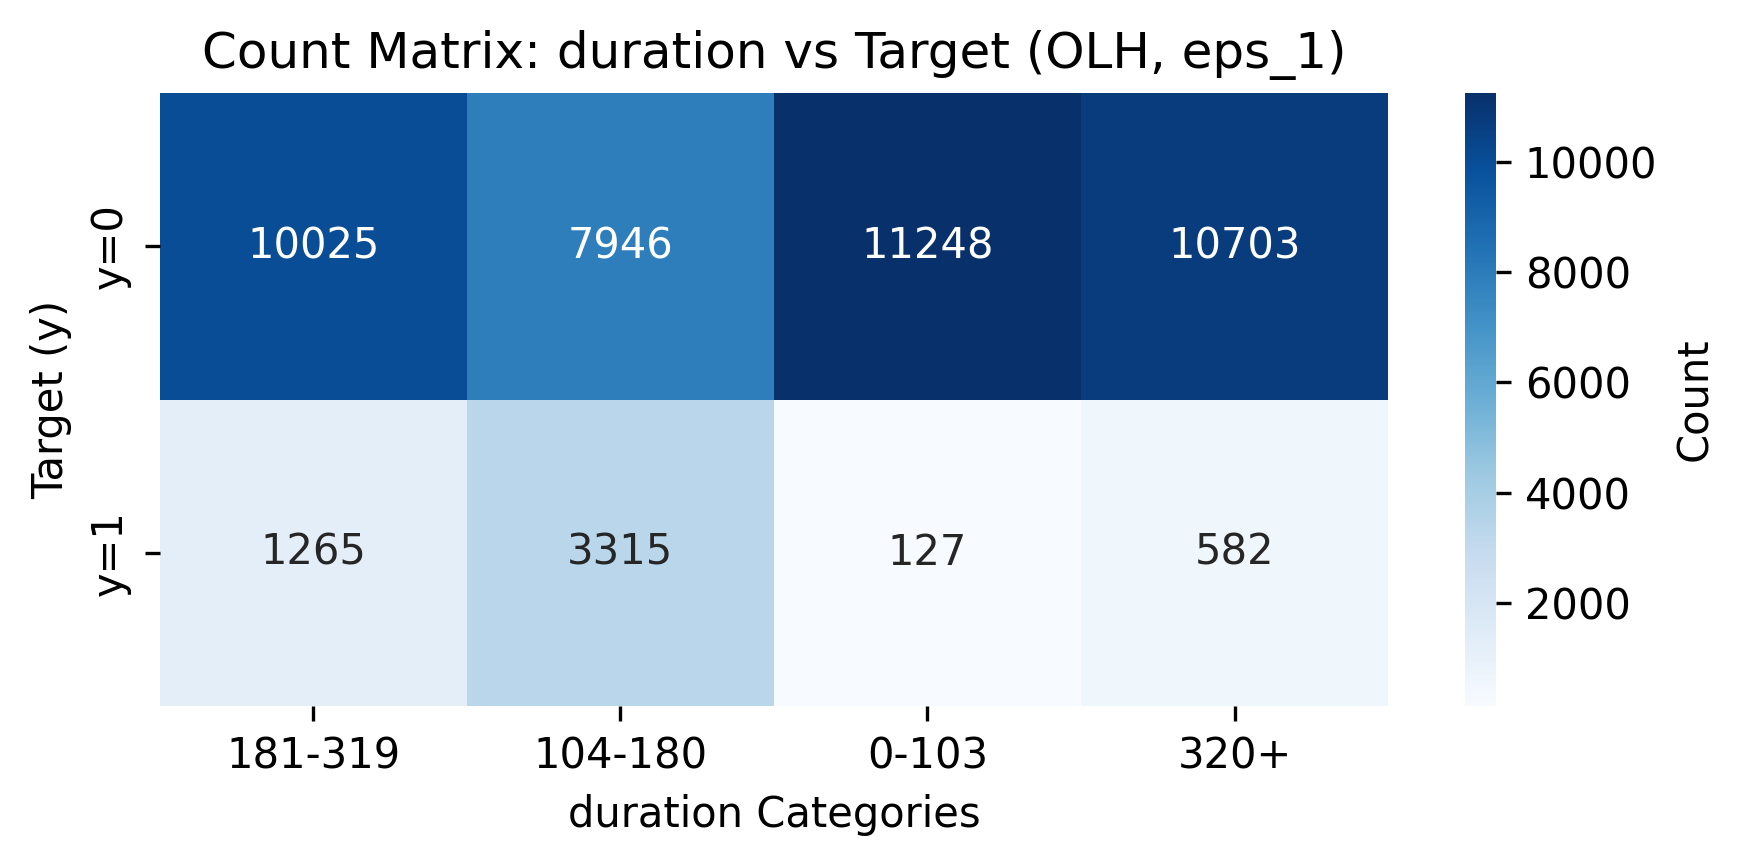 Count Matrix: duration vs Target (OLH, eps_1)
Target (y)
y=0
10025 7946 11248 10703
y=1
1265 3315 127 582
181-319 104-180 0-103 320+
duration Categories
10000
8000
6000
4000
2000
Count